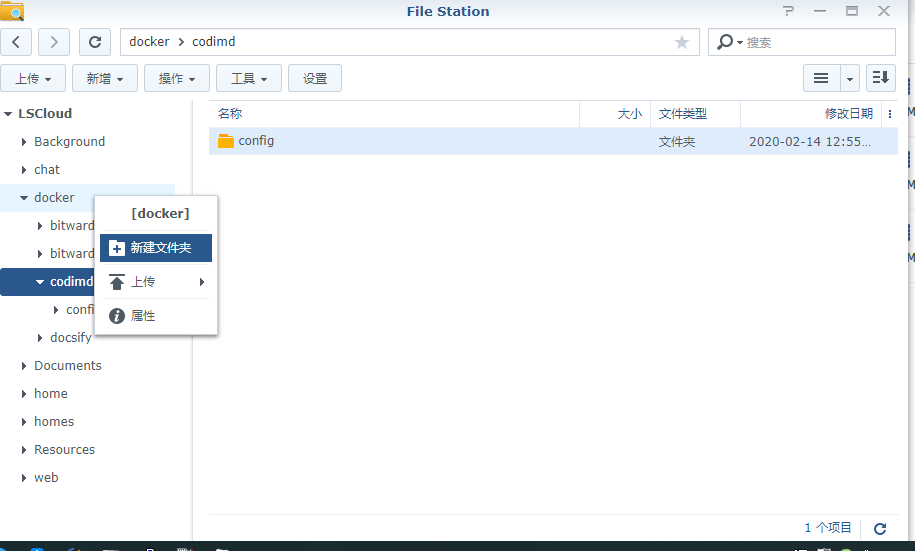 File Station
docker codimd
搜索
上传 新增 操作 工具 设置
LSCloud
名称 大小 文件类型 修改日期
config 文件夹 2020-02-14 12:55...
Background
chat
docker
[docker]
bitward
新建文件夹
bitward
codimd
上传
confi
属性
docsify
Documents
home
homes
Resources
web
1 个项目